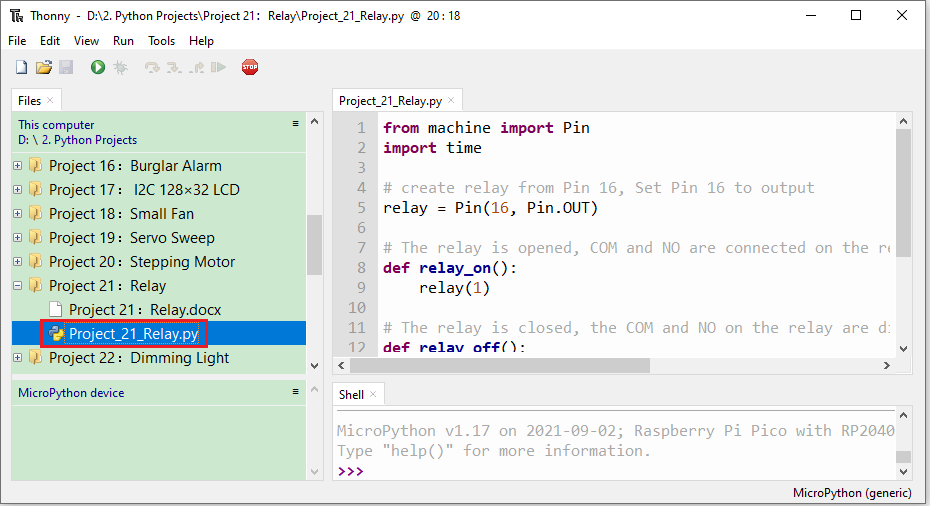 Thonny - D:\2. Python Projects\Project 21：Relay\Project_21_Relay.py @ 20 : 18
File Edit View Run Tools Help
STOP
Files
This computer
D: \ 2. Python Projects
Project 16：Burglar Alarm
Project 17： I2C 128×32 LCD
Project 18：Small Fan
Project 19：Servo Sweep
Project 20：Stepping Motor
Project 21：Relay
Project 21：Relay.docx
Project_21_Relay.py
Project 22：Dimming Light
MicroPython device
Project_21_Relay.py
1 from machine import Pin
2 import time
3
4 # create relay from Pin 16, Set Pin 16 to output
5 relay = Pin(16, Pin.OUT)
6
7 # The relay is opened, COM and NO are connected on the re
8 def relay_on():
9 relay(1)
10
11 # The relay is closed, the COM and NO on the relay are di
12 def relay_off():
Shell
MicroPython v1.17 on 2021-09-02; Raspberry Pi Pico with RP2040
Type "help()" for more information.
>>>
MicroPython (generic)